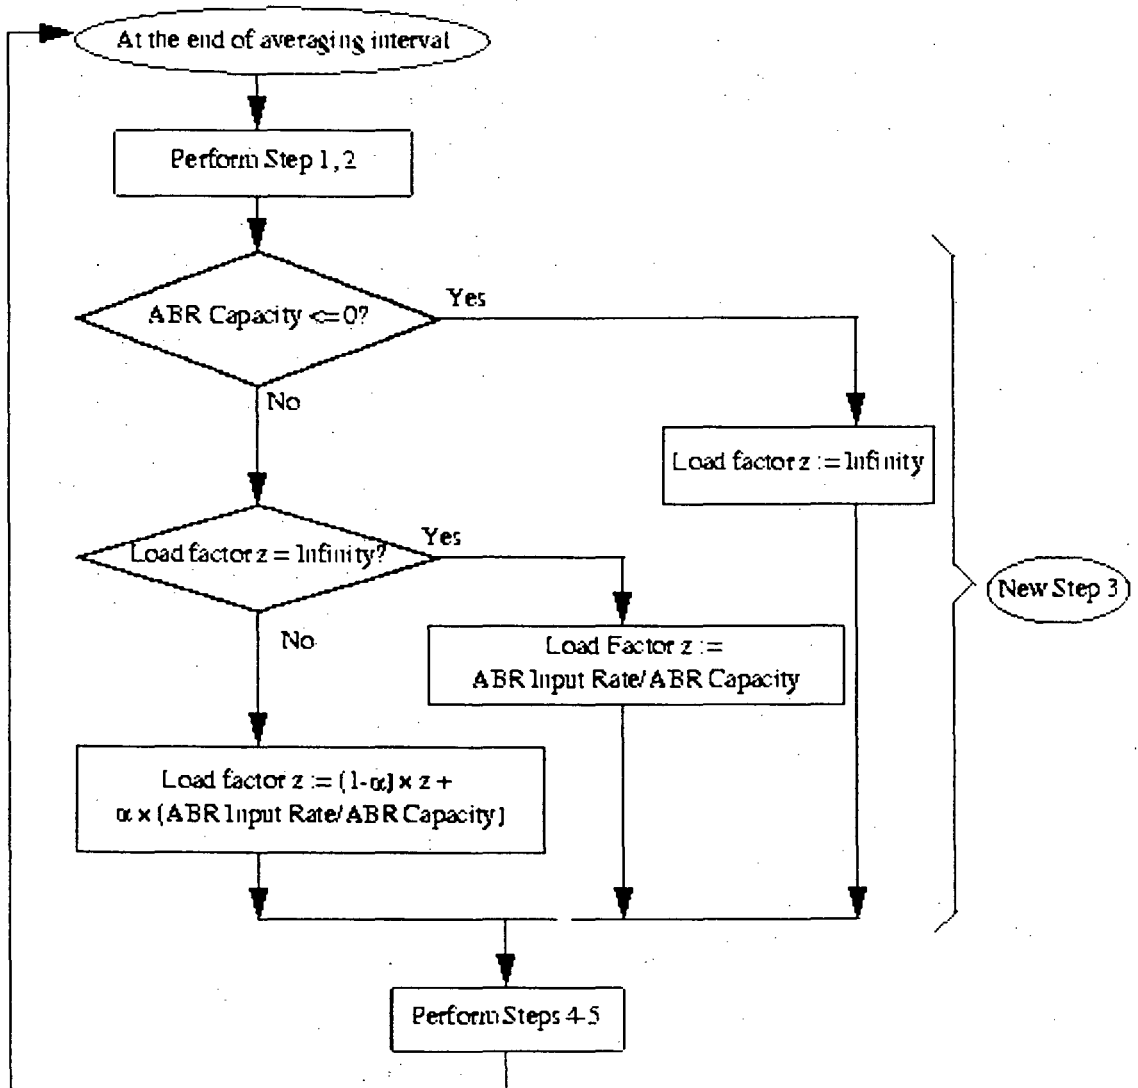 At the end of averaging interval
Perform Step 1, 2
ABR Capacity <=0?
Yes
No
Load factor z := Infinity
Load factor z = Infinity?
Yes
New Step 3
No
Load Factor z :=
ABR Input Rate/ABR Capacity
Load factor z := (1-α) × z +
α × (ABR Input Rate/ABR Capacity)
Perform Steps 4-5